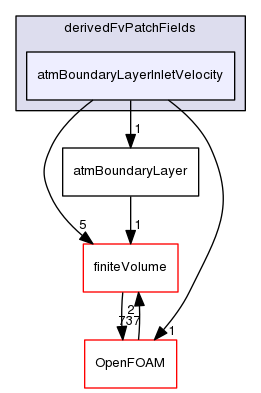 derivedFvPatchFields
atmBoundaryLayerInletVelocity
1
atmBoundaryLayer
5
1
finiteVolume
2
737
1
OpenFOAM